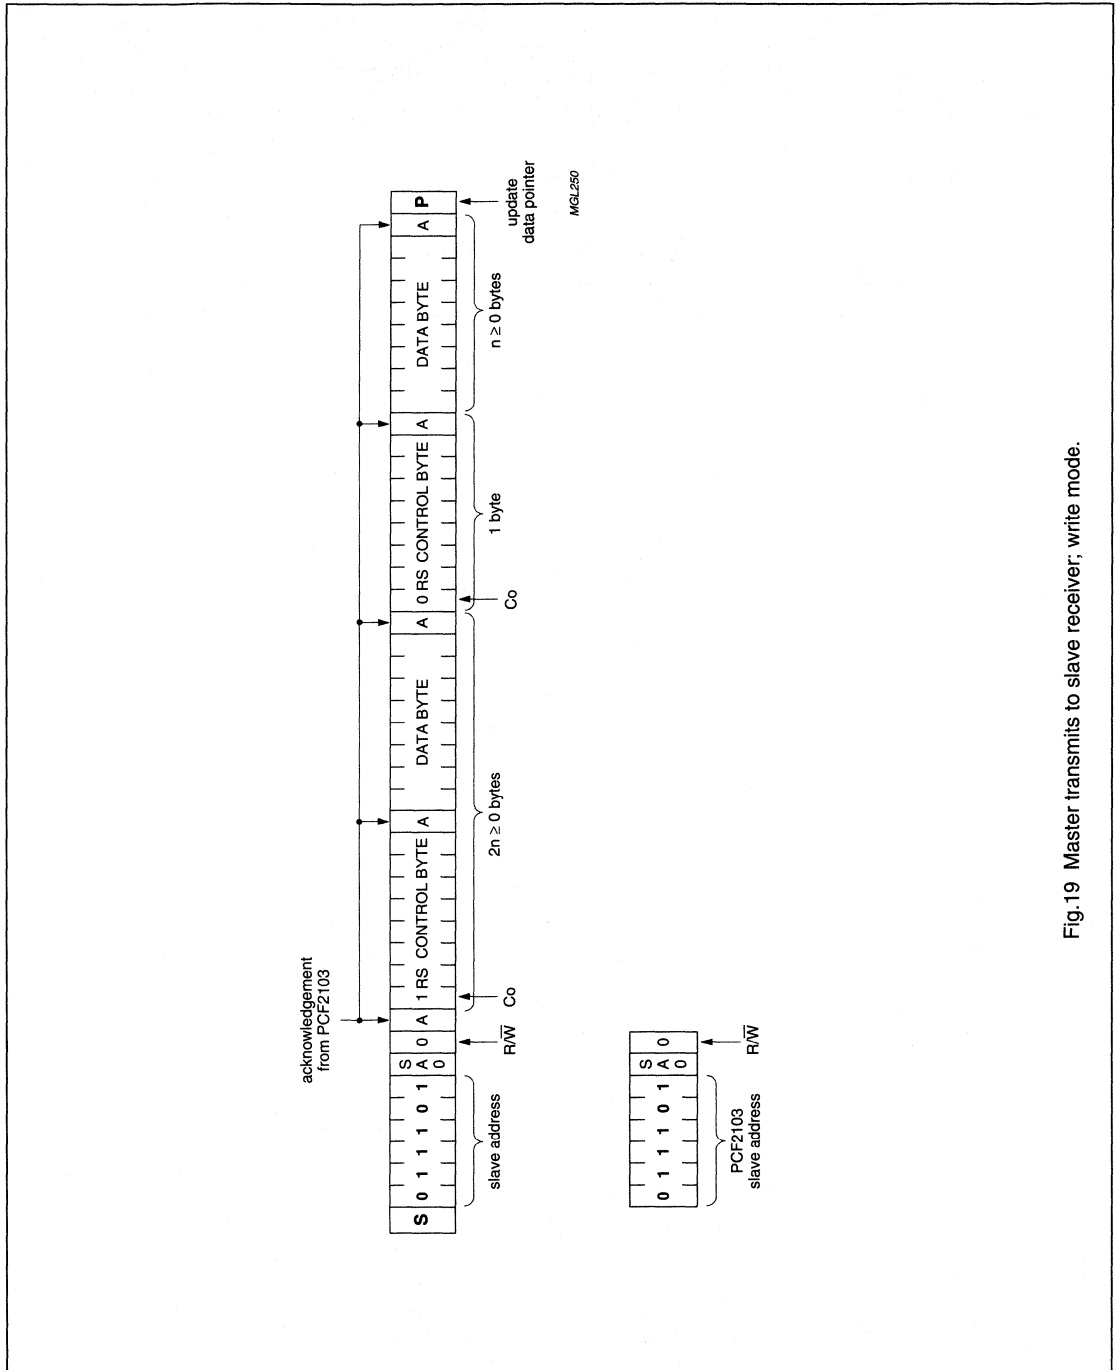 acknowledgement
from PCF2103
S 0 1 1 1 0 1 S A 0 0 A 1 RS CONTROL BYTE A DATA BYTE A 0 RS CONTROL BYTE A DATA BYTE A P
slave address
R/W
Co
2n ≥ 0 bytes
Co
1 byte
n ≥ 0 bytes
update
data pointer
MGL250
0 1 1 1 0 1 S A 0 0
PCF2103
slave address
R/W
Fig.19 Master transmits to slave receiver; write mode.